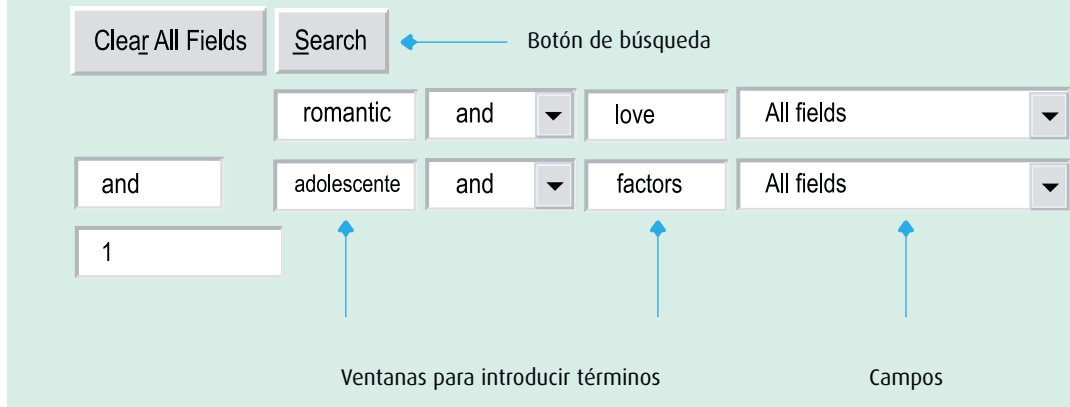 Clear All Fields Search Botón de búsqueda
romantic and love All fields
and adolescente and factors All fields
1
Ventanas para introducir términos Campos